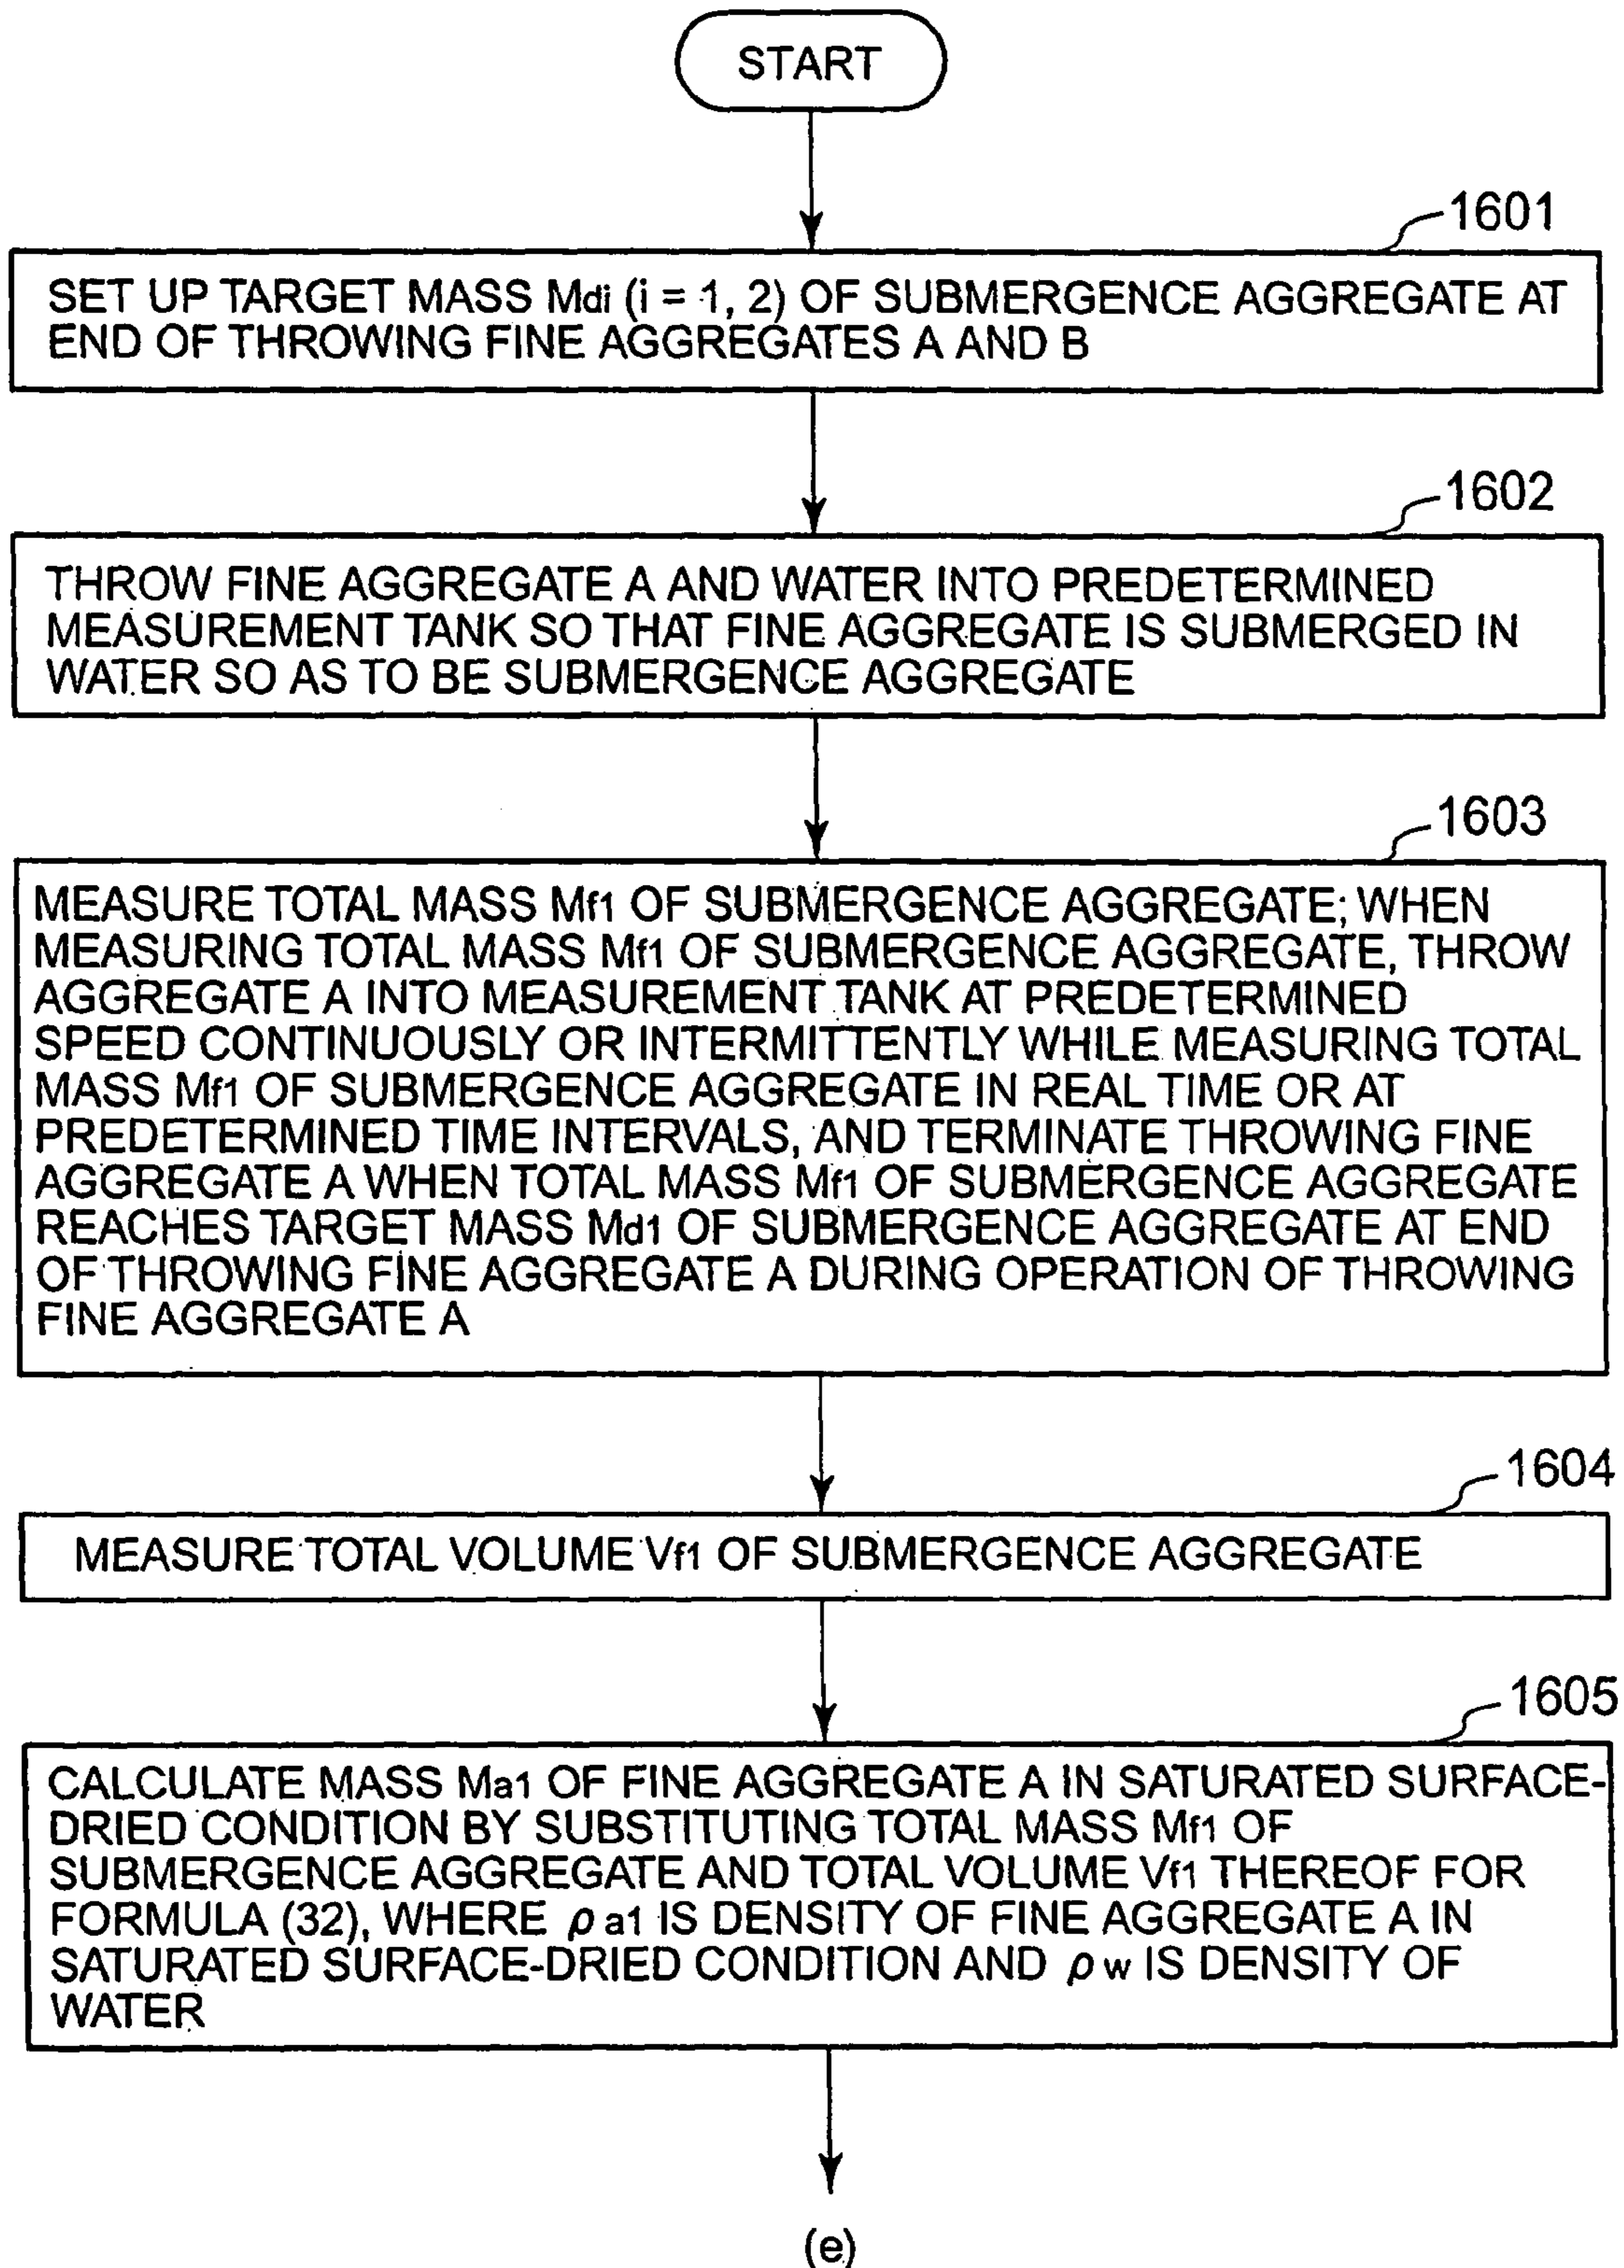 START
1601
SET UP TARGET MASS Mdi (i = 1, 2) OF SUBMERGENCE AGGREGATE AT
END OF THROWING FINE AGGREGATES A AND B
1602
THROW FINE AGGREGATE A AND WATER INTO PREDETERMINED
MEASUREMENT TANK SO THAT FINE AGGREGATE IS SUBMERGED IN
WATER SO AS TO BE SUBMERGENCE AGGREGATE
1603
MEASURE TOTAL MASS Mf1 OF SUBMERGENCE AGGREGATE; WHEN
MEASURING TOTAL MASS Mf1 OF SUBMERGENCE AGGREGATE, THROW
AGGREGATE A INTO MEASUREMENT TANK AT PREDETERMINED
SPEED CONTINUOUSLY OR INTERMITTENTLY WHILE MEASURING TOTAL
MASS Mf1 OF SUBMERGENCE AGGREGATE IN REAL TIME OR AT
PREDETERMINED TIME INTERVALS, AND TERMINATE THROWING FINE
AGGREGATE A WHEN TOTAL MASS Mf1 OF SUBMERGENCE AGGREGATE
REACHES TARGET MASS Md1 OF SUBMERGENCE AGGREGATE AT END
OF THROWING FINE AGGREGATE A DURING OPERATION OF THROWING
FINE AGGREGATE A
1604
MEASURE TOTAL VOLUME Vf1 OF SUBMERGENCE AGGREGATE
1605
CALCULATE MASS Ma1 OF FINE AGGREGATE A IN SATURATED SURFACE-
DRIED CONDITION BY SUBSTITUTING TOTAL MASS Mf1 OF
SUBMERGENCE AGGREGATE AND TOTAL VOLUME Vf1 THEREOF FOR
FORMULA (32), WHERE ρa1 IS DENSITY OF FINE AGGREGATE A IN
SATURATED SURFACE-DRIED CONDITION AND ρw IS DENSITY OF
WATER
(e)